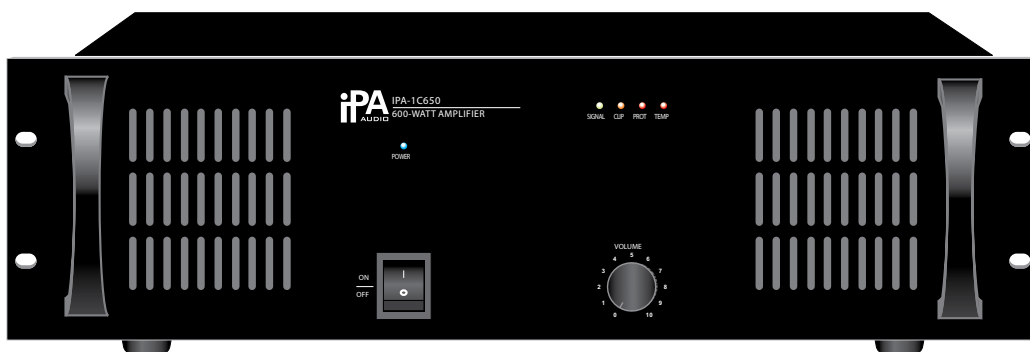 iPA
AUDIO
IPA-1C650
600-WATT AMPLIFIER
SIGNAL CLIP PROT TEMP
POWER
ON
OFF
VOLUME
0 1 2 3 4 5 6 7 8 9 10